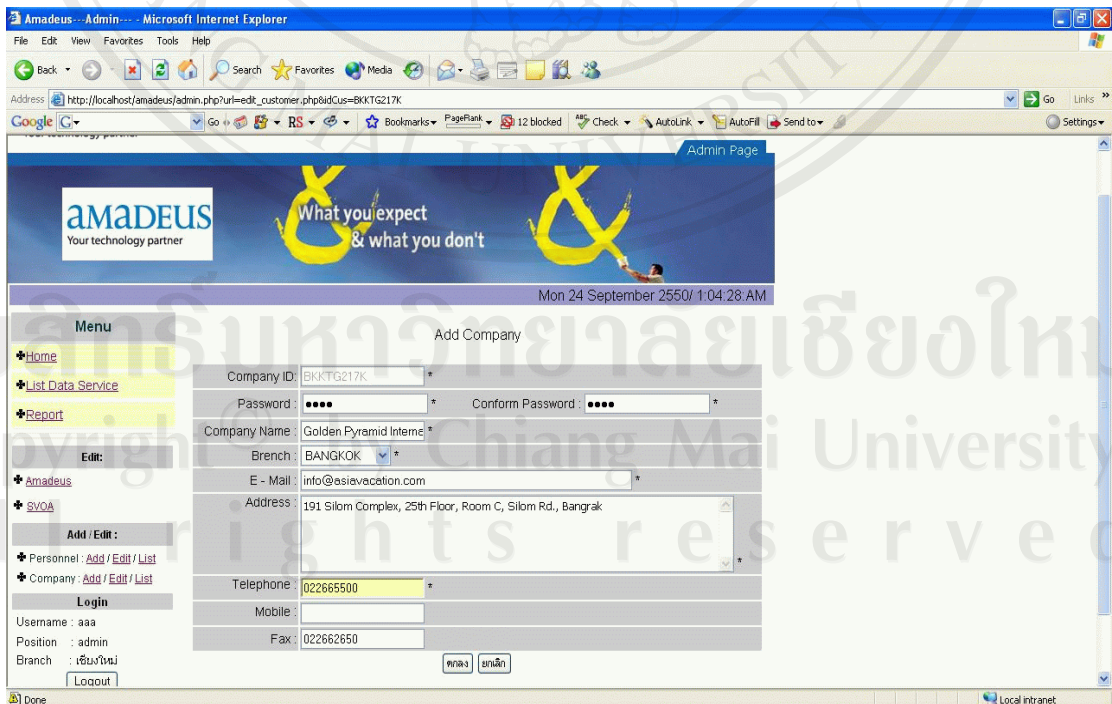 Amadeus---Admin--- - Microsoft Internet Explorer
File Edit View Favorites Tools Help
Back Search Favorites Media
Address http://localhost/amadeus/admin.php?url=edit_customer.php&idCus=BKKTG217K Go Links »
Google G Go RS Bookmarks PageRank 12 blocked ABC Check AutoLink AutoFill Send to Settings
Your technology partner
Admin Page
amadeus
Your technology partner
What you expect
& what you don't
Mon 24 September 2550/ 1:04:28:AM
Menu
Add Company
Home
List Data Service
Report
Edit:
Amadeus
SVOA
Add / Edit :
Personnel : Add / Edit / List
Company : Add / Edit / List
Login
Username : aaa
Position : admin
Branch : เชียงใหม่
Logout
Company ID: BKKTG217K *
Password : •••• * Conform Password : •••• *
Company Name : Golden Pyramid Interna *
Brench : BANGKOK *
E - Mail : info@asiavacation.com *
Address : 191 Silom Complex, 25th Floor, Room C, Silom Rd., Bangrak *
Telephone : 022665500 *
Mobile :
Fax : 022662650
ตกลง ยกเลิก
Done Local intranet
ลิขสิทธิ์มหาวิทยาลัยเชียงใหม่
Copyright © by Chiang Mai University
All rights reserved